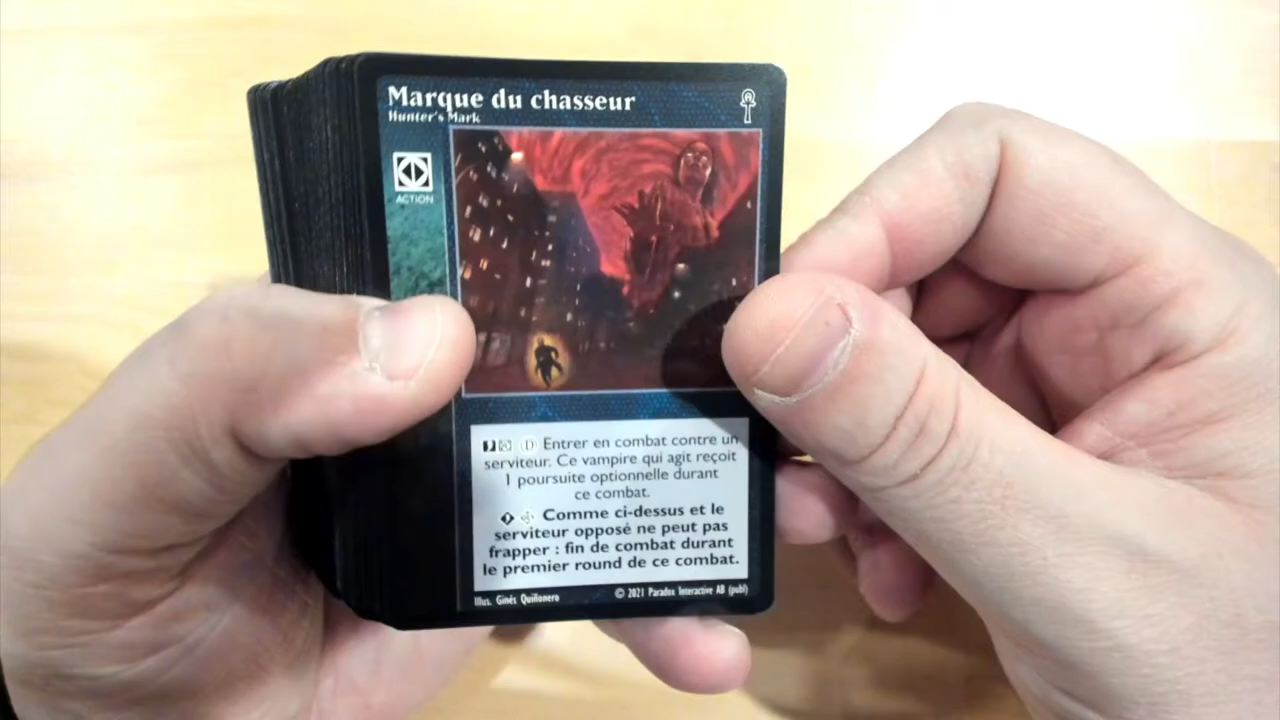 Marque du chasseur
Hunter's Mark
ACTION
(D) Entrer en combat contre un
serviteur. Ce vampire qui agit reçoit
1 poursuite optionnelle durant
ce combat.
Comme ci-dessus et le
serviteur opposé ne peut pas
frapper : fin de combat durant
le premier round de ce combat.
Illus. Ginés Quiñonero
© 2021 Paradox Interactive AB (publ)